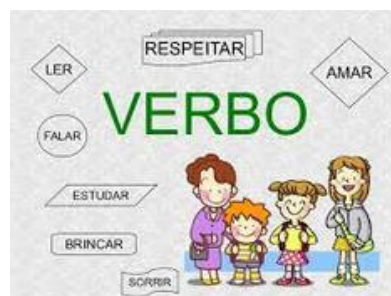 RESPEITAR
LER
AMAR
VERBO
FALAR
ESTUDAR
BRINCAR
SORRIR